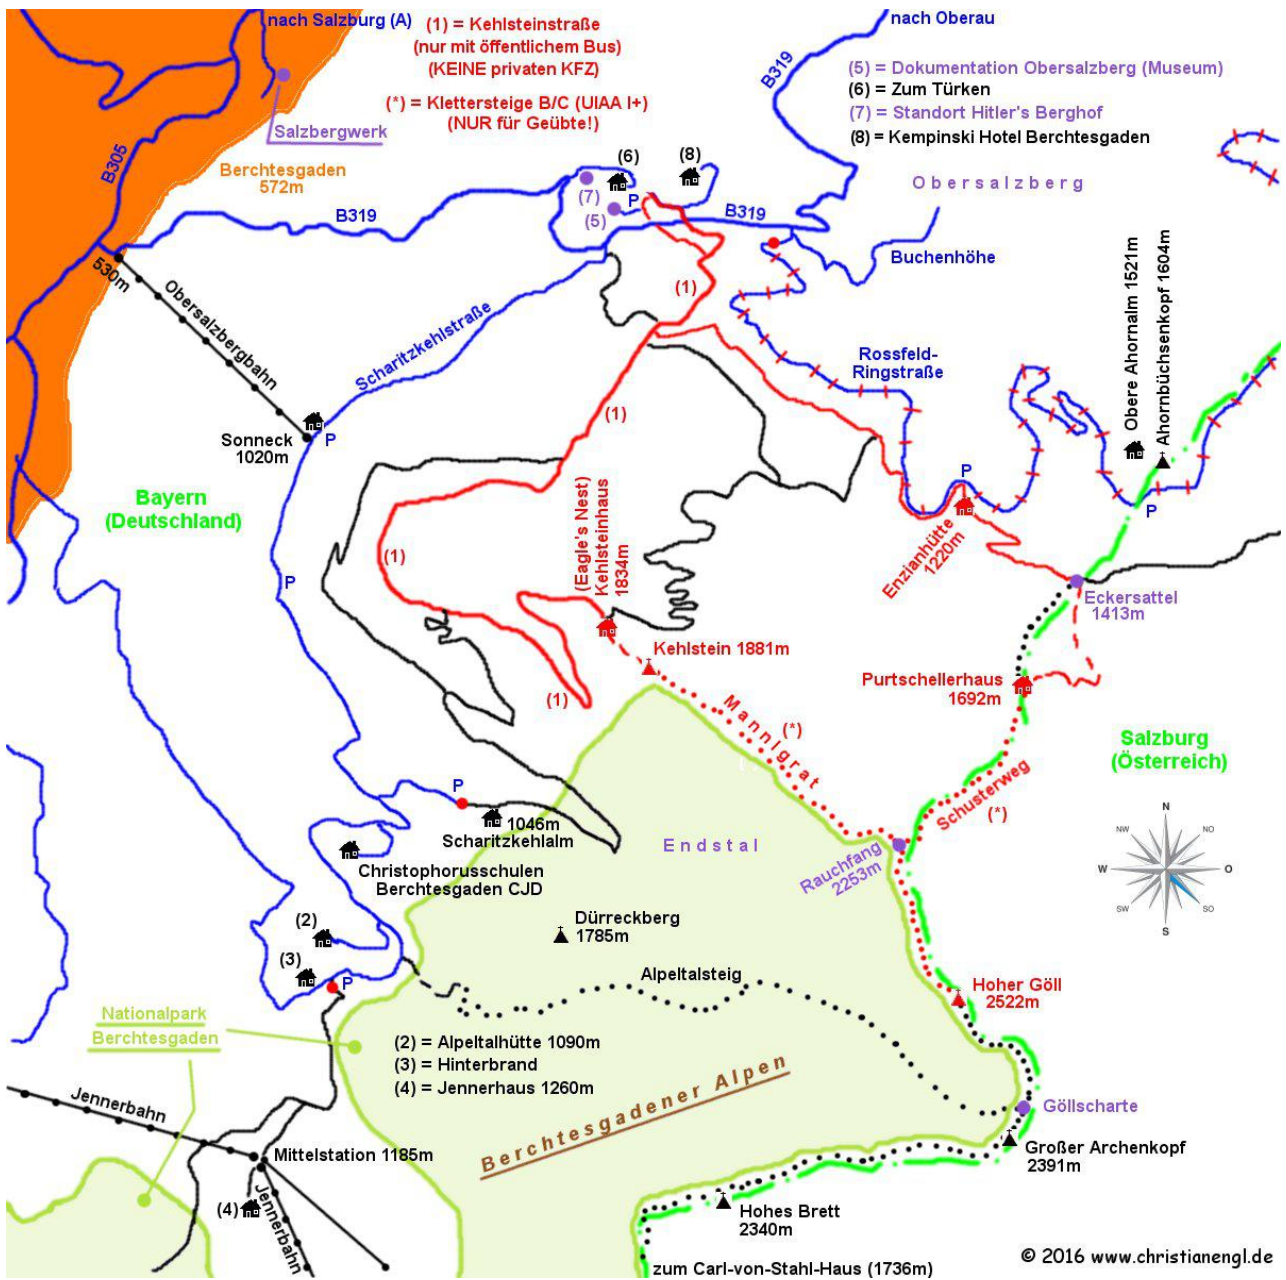 nach Salzburg (A)
(1) = Kehlsteinstraße
(nur mit öffentlichem Bus)
(KEINE privaten KFZ)
(*) = Klettersteige B/C (UIAA I+)
(NUR für Geübte!)
nach Oberau
B319
(5) = Dokumentation Obersalzberg (Museum)
(6) = Zum Türken
(7) = Standort Hitler's Berghof
(8) = Kempinski Hotel Berchtesgaden
Salzbergwerk
B305
Berchtesgaden
572m
(6)
(8)
(7)
P
(5)
B319
B319
Obersalzberg
Buchenhöhe
530m
Obersalzbergbahn
Scharitzkehlstraße
(1)
Rossfeld-
Ringstraße
Obere Ahornalm 1521m
Ahornbüchsenkopf 1604m
Sonneck
1020m
P
(1)
P
P
Bayern
(Deutschland)
(Eagle's Nest)
Kehlsteinhaus
1834m
(1)
P
Enzianhütte
1220m
Eckersattel
1413m
Kehlstein 1881m
(1)
Purtschellerhaus
1692m
Mannlgrat
(*)
Salzburg
(Österreich)
Schusterweg
(*)
P
1046m
Scharitzkehlalm
Endstal
Rauchfang
2253m
N
NW
NO
W
O
SW
SO
S
Christophorusschulen
Berchtesgaden CJD
(2)
Dürreckberg
1785m
(3)
P
Alpeltalsteig
Hoher Göll
2522m
Nationalpark
Berchtesgaden
(2) = Alpeltalhütte 1090m
(3) = Hinterbrand
(4) = Jennerhaus 1260m
Berchtesgadener Alpen
Jennerbahn
Göllscharte
Mittelstation 1185m
Großer Archenkopf
2391m
(4)
Jennerbahn
Hohes Brett
2340m
zum Carl-von-Stahl-Haus (1736m)
© 2016 www.christianengl.de